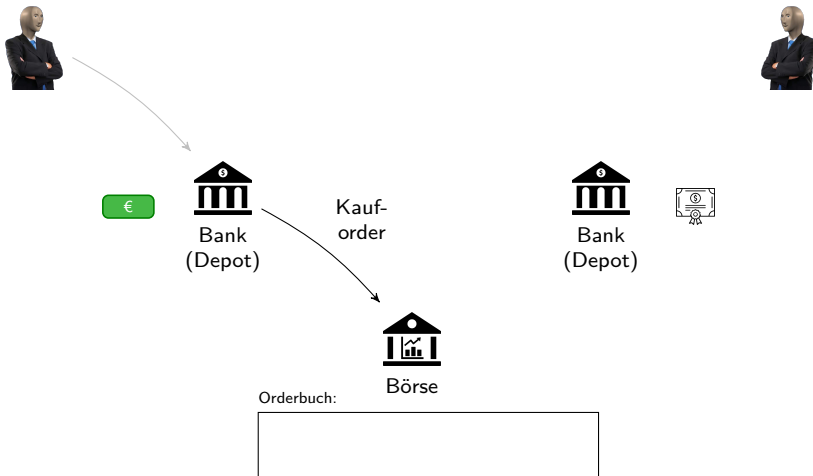 €
Kauf-
order
Bank
(Depot)
Bank
(Depot)
Börse
Orderbuch: